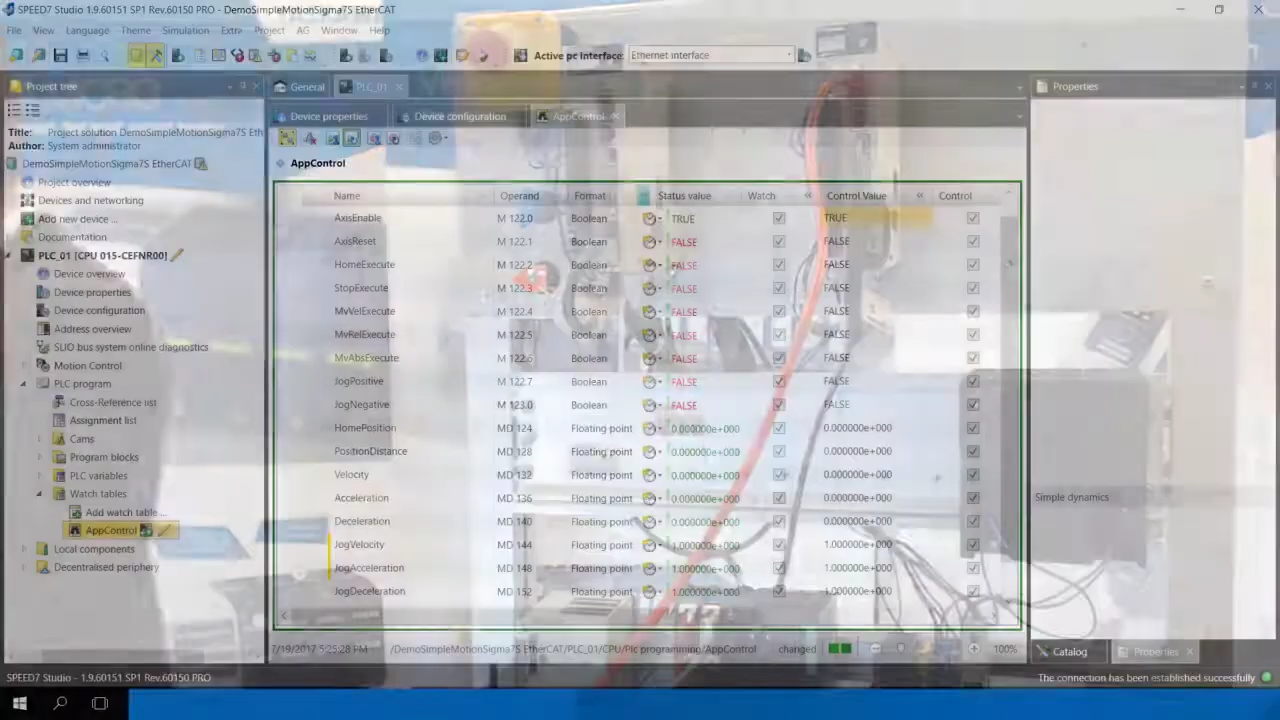 SPEED7 Studio 1.9.60151 SP1 Rev.60150 PRO - DemoSimpleMotionSigma7S EtherCAT
File View Language Theme Simulation Extra Project AG Window Help
Active pc interface: Ethernet interface
Project tree
General PLC_01
Properties
Device properties Device configuration AppControl
Title: Project solution DemoSimpleMotionSigma7S Eth
Author: System administrator
DemoSimpleMotionSigma7S EtherCAT
Project overview
Devices and networking
Add new device ...
Documentation
PLC_01 [CPU 015-CEFNR00]
Device overview
Device properties
Device configuration
Address overview
SLIO bus system online diagnostics
Motion Control
PLC program
Cross-Reference list
Assignment list
Cams
Program blocks
PLC variables
Watch tables
Add watch table ...
AppControl
Local components
Decentralised periphery
AppControl
Name Operand Format Status value Watch Control Value Control
AxisEnable M 122.0 Boolean TRUE TRUE
AxisReset M 122.1 Boolean FALSE FALSE
HomeExecute M 122.2 Boolean FALSE FALSE
StopExecute M 122.3 Boolean FALSE FALSE
MvVelExecute M 122.4 Boolean FALSE FALSE
MvRelExecute M 122.5 Boolean FALSE FALSE
MvAbsExecute M 122.6 Boolean FALSE FALSE
JogPositive M 122.7 Boolean FALSE FALSE
JogNegative M 123.0 Boolean FALSE FALSE
HomePosition MD 124 Floating point 0.000000e+000 0.000000e+000
PositionDistance MD 128 Floating point 0.000000e+000 0.000000e+000
Velocity MD 132 Floating point 0.000000e+000 0.000000e+000
Acceleration MD 136 Floating point 0.000000e+000 0.000000e+000
Deceleration MD 140 Floating point 0.000000e+000 0.000000e+000
JogVelocity MD 144 Floating point 1.000000e+000 1.000000e+000
JogAcceleration MD 148 Floating point 1.000000e+000 1.000000e+000
JogDeceleration MD 152 Floating point 1.000000e+000 1.000000e+000
Simple dynamics
7/19/2017 5:25:28 PM /DemoSimpleMotionSigma7S EtherCAT/PLC_01/CPU/Plc programming/AppControl changed 100%
Catalog Properties
SPEED7 Studio - 1.9.60151 SP1 Rev.60150 PRO
The connection has been established successfully